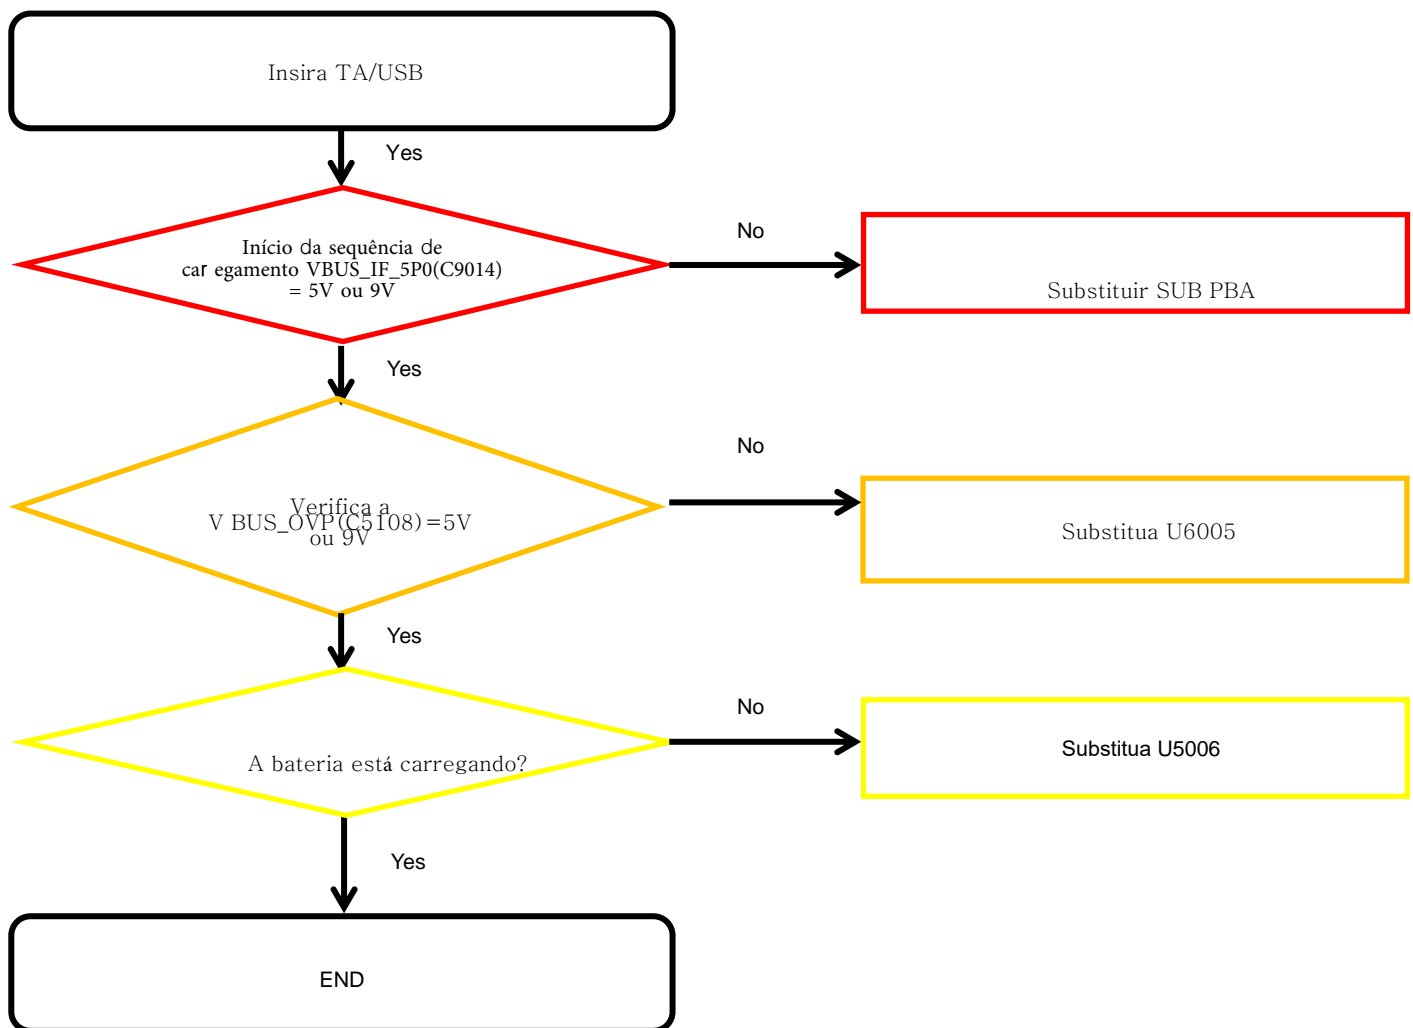 Insira TA/USB
Yes
Início da sequência de
car egamento VBUS_IF_5P0(C9014)
= 5V ou 9V
No
Substituir SUB PBA
Yes
Verifica a
V BUS_OVP(C5108)=5V
ou 9V
No
Substitua U6005
Yes
A bateria está carregando?
No
Substitua U5006
Yes
END